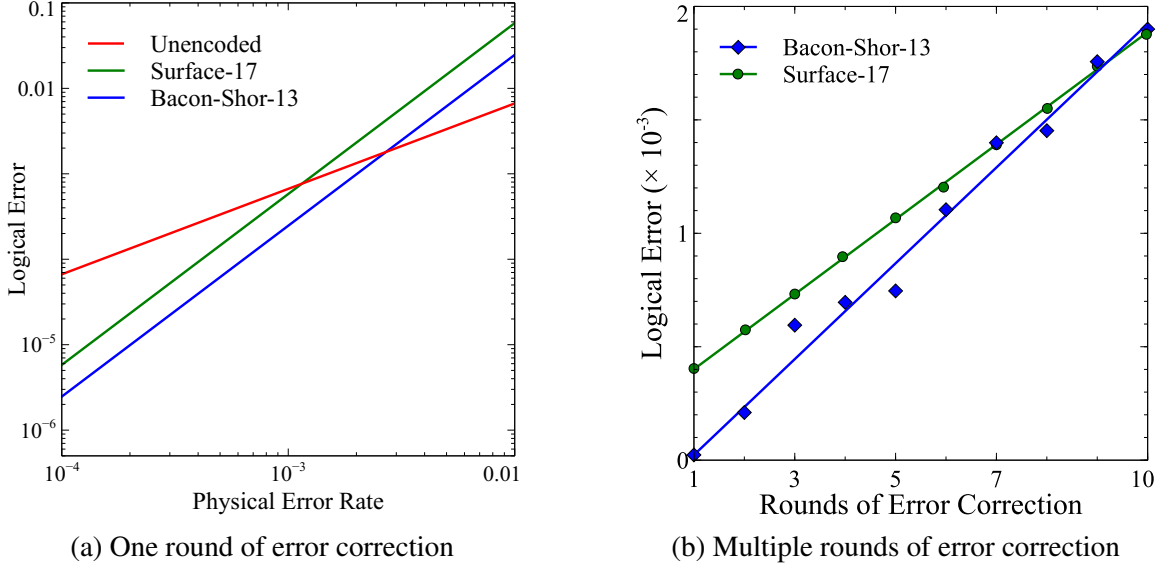 0.1
0.01
10⁻⁵
10⁻⁶
Logical Error
Unencoded
Surface-17
Bacon-Shor-13
10⁻⁴
10⁻³
0.01
Physical Error Rate
(a) One round of error correction
2
1
0
Logical Error (× 10⁻³)
Bacon-Shor-13
Surface-17
1
3
5
7
10
Rounds of Error Correction
(b) Multiple rounds of error correction